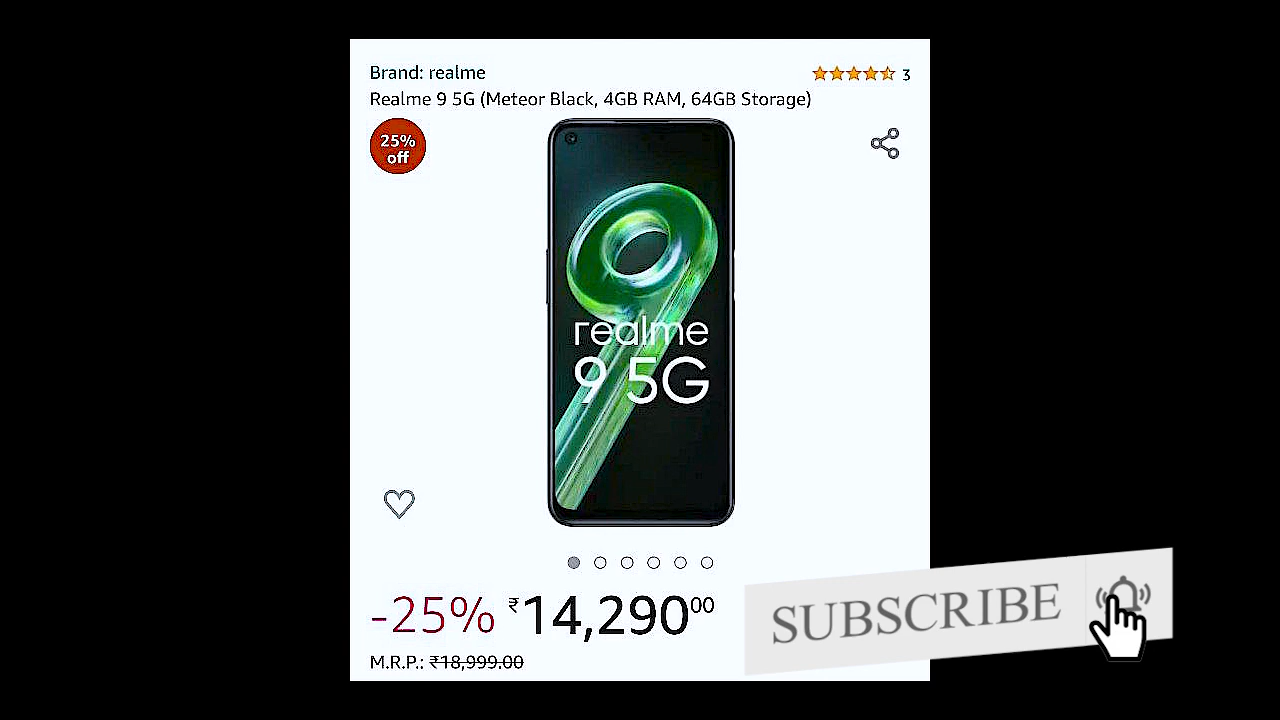 Brand: realme
3
Realme 9 5G (Meteor Black, 4GB RAM, 64GB Storage)
25%
off
realme
9 5G
-25% ₹14,29000
M.R.P.: ₹18,999.00
SUBSCRIBE